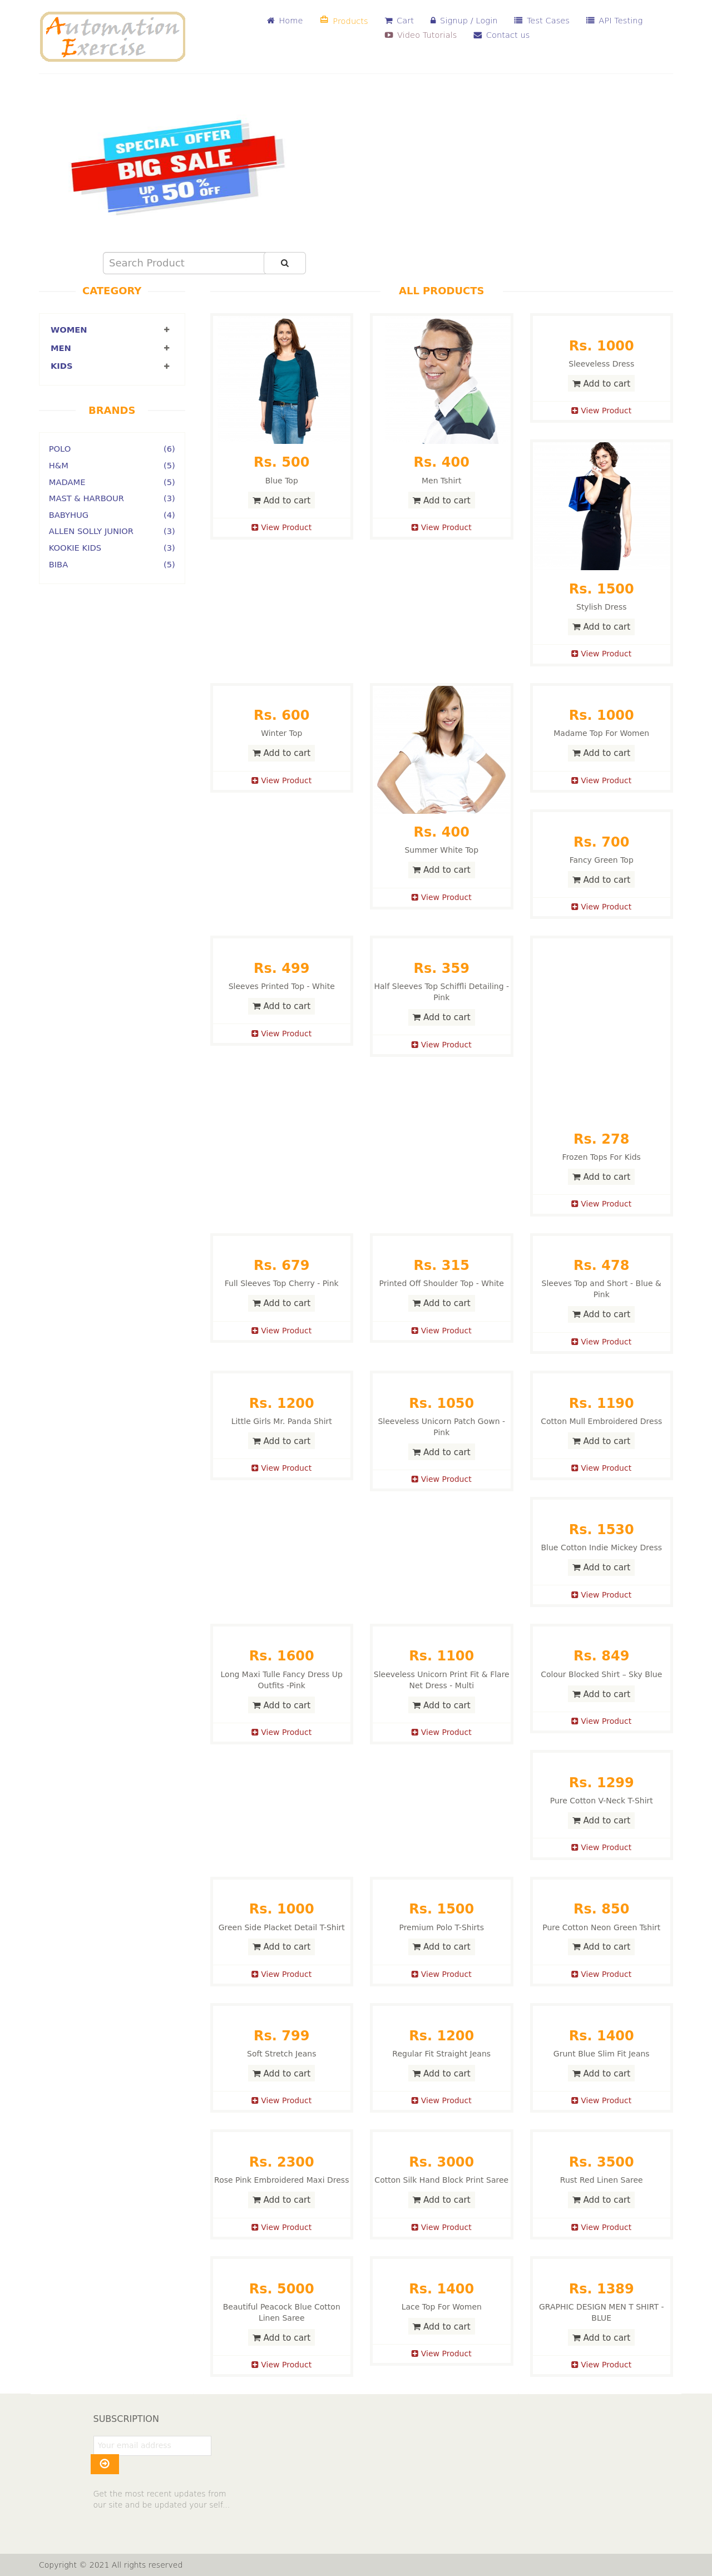 Automation
Exercise
Home
Products
Cart
Signup / Login
Test Cases
API Testing
Video Tutorials
Contact us
SPECIAL OFFER
BIG SALE
UP TO 50% OFF
Search Product
CATEGORY
WOMEN
MEN
KIDS
BRANDS
POLO (6)
H&M (5)
MADAME (5)
MAST & HARBOUR (3)
BABYHUG (4)
ALLEN SOLLY JUNIOR (3)
KOOKIE KIDS (3)
BIBA (5)
ALL PRODUCTS
Rs. 500
Blue Top
Add to cart
View Product
Rs. 400
Men Tshirt
Add to cart
View Product
Rs. 1000
Sleeveless Dress
Add to cart
View Product
Rs. 1500
Stylish Dress
Add to cart
View Product
Rs. 600
Winter Top
Add to cart
View Product
Rs. 400
Summer White Top
Add to cart
View Product
Rs. 1000
Madame Top For Women
Add to cart
View Product
Rs. 700
Fancy Green Top
Add to cart
View Product
Rs. 499
Sleeves Printed Top - White
Add to cart
View Product
Rs. 359
Half Sleeves Top Schiffli Detailing -
Pink
Add to cart
View Product
Rs. 278
Frozen Tops For Kids
Add to cart
View Product
Rs. 679
Full Sleeves Top Cherry - Pink
Add to cart
View Product
Rs. 315
Printed Off Shoulder Top - White
Add to cart
View Product
Rs. 478
Sleeves Top and Short - Blue &
Pink
Add to cart
View Product
Rs. 1200
Little Girls Mr. Panda Shirt
Add to cart
View Product
Rs. 1050
Sleeveless Unicorn Patch Gown -
Pink
Add to cart
View Product
Rs. 1190
Cotton Mull Embroidered Dress
Add to cart
View Product
Rs. 1530
Blue Cotton Indie Mickey Dress
Add to cart
View Product
Rs. 1600
Long Maxi Tulle Fancy Dress Up
Outfits -Pink
Add to cart
View Product
Rs. 1100
Sleeveless Unicorn Print Fit & Flare
Net Dress - Multi
Add to cart
View Product
Rs. 849
Colour Blocked Shirt – Sky Blue
Add to cart
View Product
Rs. 1299
Pure Cotton V-Neck T-Shirt
Add to cart
View Product
Rs. 1000
Green Side Placket Detail T-Shirt
Add to cart
View Product
Rs. 1500
Premium Polo T-Shirts
Add to cart
View Product
Rs. 850
Pure Cotton Neon Green Tshirt
Add to cart
View Product
Rs. 799
Soft Stretch Jeans
Add to cart
View Product
Rs. 1200
Regular Fit Straight Jeans
Add to cart
View Product
Rs. 1400
Grunt Blue Slim Fit Jeans
Add to cart
View Product
Rs. 2300
Rose Pink Embroidered Maxi Dress
Add to cart
View Product
Rs. 3000
Cotton Silk Hand Block Print Saree
Add to cart
View Product
Rs. 3500
Rust Red Linen Saree
Add to cart
View Product
Rs. 5000
Beautiful Peacock Blue Cotton
Linen Saree
Add to cart
View Product
Rs. 1400
Lace Top For Women
Add to cart
View Product
Rs. 1389
GRAPHIC DESIGN MEN T SHIRT -
BLUE
Add to cart
View Product
SUBSCRIPTION
Your email address
Get the most recent updates from
our site and be updated your self...
Copyright © 2021 All rights reserved